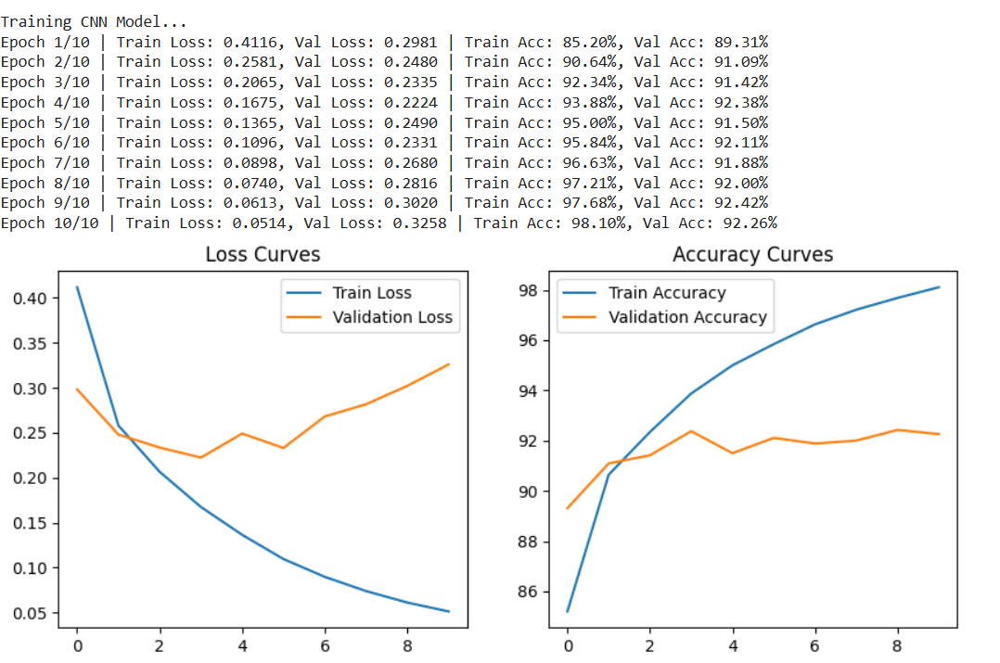 Training CNN Model...
Epoch 1/10 | Train Loss: 0.4116, Val Loss: 0.2981 | Train Acc: 85.20%, Val Acc: 89.31%
Epoch 2/10 | Train Loss: 0.2581, Val Loss: 0.2480 | Train Acc: 90.64%, Val Acc: 91.09%
Epoch 3/10 | Train Loss: 0.2065, Val Loss: 0.2335 | Train Acc: 92.34%, Val Acc: 91.42%
Epoch 4/10 | Train Loss: 0.1675, Val Loss: 0.2224 | Train Acc: 93.88%, Val Acc: 92.38%
Epoch 5/10 | Train Loss: 0.1365, Val Loss: 0.2490 | Train Acc: 95.00%, Val Acc: 91.50%
Epoch 6/10 | Train Loss: 0.1096, Val Loss: 0.2331 | Train Acc: 95.84%, Val Acc: 92.11%
Epoch 7/10 | Train Loss: 0.0898, Val Loss: 0.2680 | Train Acc: 96.63%, Val Acc: 91.88%
Epoch 8/10 | Train Loss: 0.0740, Val Loss: 0.2816 | Train Acc: 97.21%, Val Acc: 92.00%
Epoch 9/10 | Train Loss: 0.0613, Val Loss: 0.3020 | Train Acc: 97.68%, Val Acc: 92.42%
Epoch 10/10 | Train Loss: 0.0514, Val Loss: 0.3258 | Train Acc: 98.10%, Val Acc: 92.26%
Loss Curves
Train Loss
Validation Loss
0.40
0.35
0.30
0.25
0.20
0.15
0.10
0.05
0 2 4 6 8
Accuracy Curves
Train Accuracy
Validation Accuracy
98
96
94
92
90
88
86
0 2 4 6 8